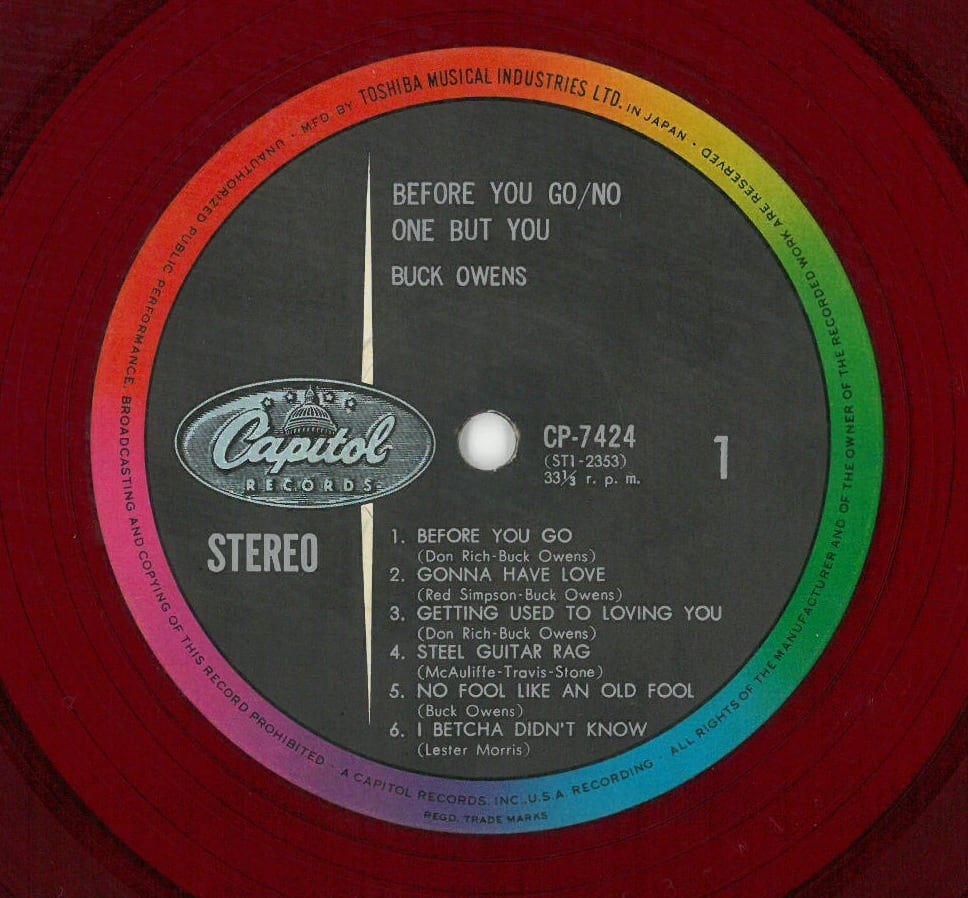 MFD. BY TOSHIBA MUSICAL INDUSTRIES LTD. IN JAPAN · UNAUTHORIZED PUBLIC PERFORMANCE, BROADCASTING AND COPYING OF THIS RECORD PROHIBITED - A CAPITOL RECORDS, INC., U.S.A. RECORDING · ALL RIGHTS OF THE MANUFACTURER AND OF THE OWNER OF THE RECORDED WORK ARE RESERVED ·
REGD. TRADE MARKS
BEFORE YOU GO/NO
ONE BUT YOU
BUCK OWENS
Capitol
RECORDS
STEREO
CP-7424
(ST1-2353)
33⅓ r. p. m.
1
1. BEFORE YOU GO
(Don Rich-Buck Owens)
2. GONNA HAVE LOVE
(Red Simpson-Buck Owens)
3. GETTING USED TO LOVING YOU
(Don Rich-Buck Owens)
4. STEEL GUITAR RAG
(McAuliffe-Travis-Stone)
5. NO FOOL LIKE AN OLD FOOL
(Buck Owens)
6. I BETCHA DIDN'T KNOW
(Lester Morris)